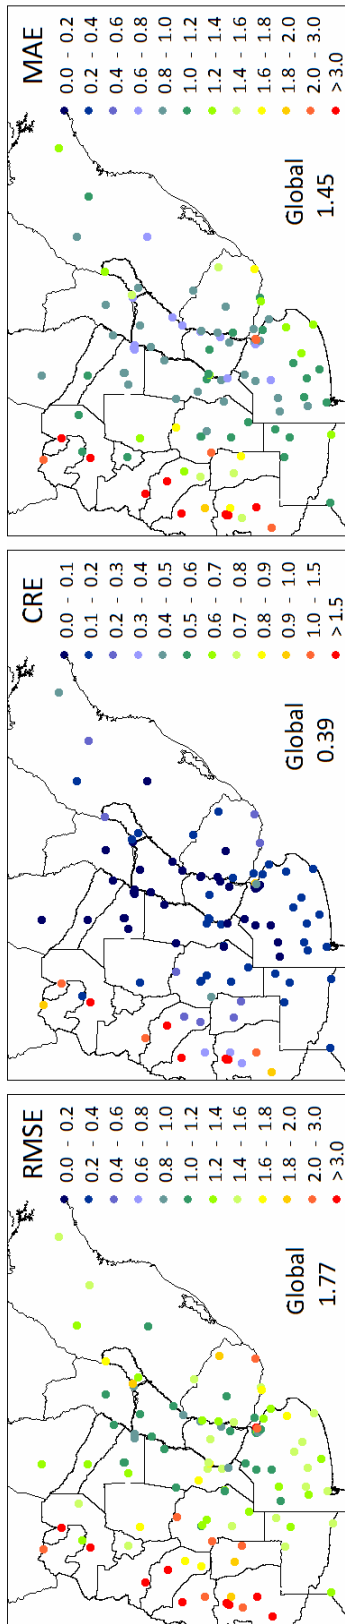 RMSE
0.0 - 0.2
0.2 - 0.4
0.4 - 0.6
0.6 - 0.8
0.8 - 1.0
1.0 - 1.2
1.2 - 1.4
1.4 - 1.6
1.6 - 1.8
1.8 - 2.0
2.0 - 3.0
> 3.0
Global
1.77
CRE
0.0 - 0.1
0.1 - 0.2
0.2 - 0.3
0.3 - 0.4
0.4 - 0.5
0.5 - 0.6
0.6 - 0.7
0.7 - 0.8
0.8 - 0.9
0.9 - 1.0
1.0 - 1.5
> 1.5
Global
0.39
MAE
0.0 - 0.2
0.2 - 0.4
0.4 - 0.6
0.6 - 0.8
0.8 - 1.0
1.0 - 1.2
1.2 - 1.4
1.4 - 1.6
1.6 - 1.8
1.8 - 2.0
2.0 - 3.0
> 3.0
Global
1.45